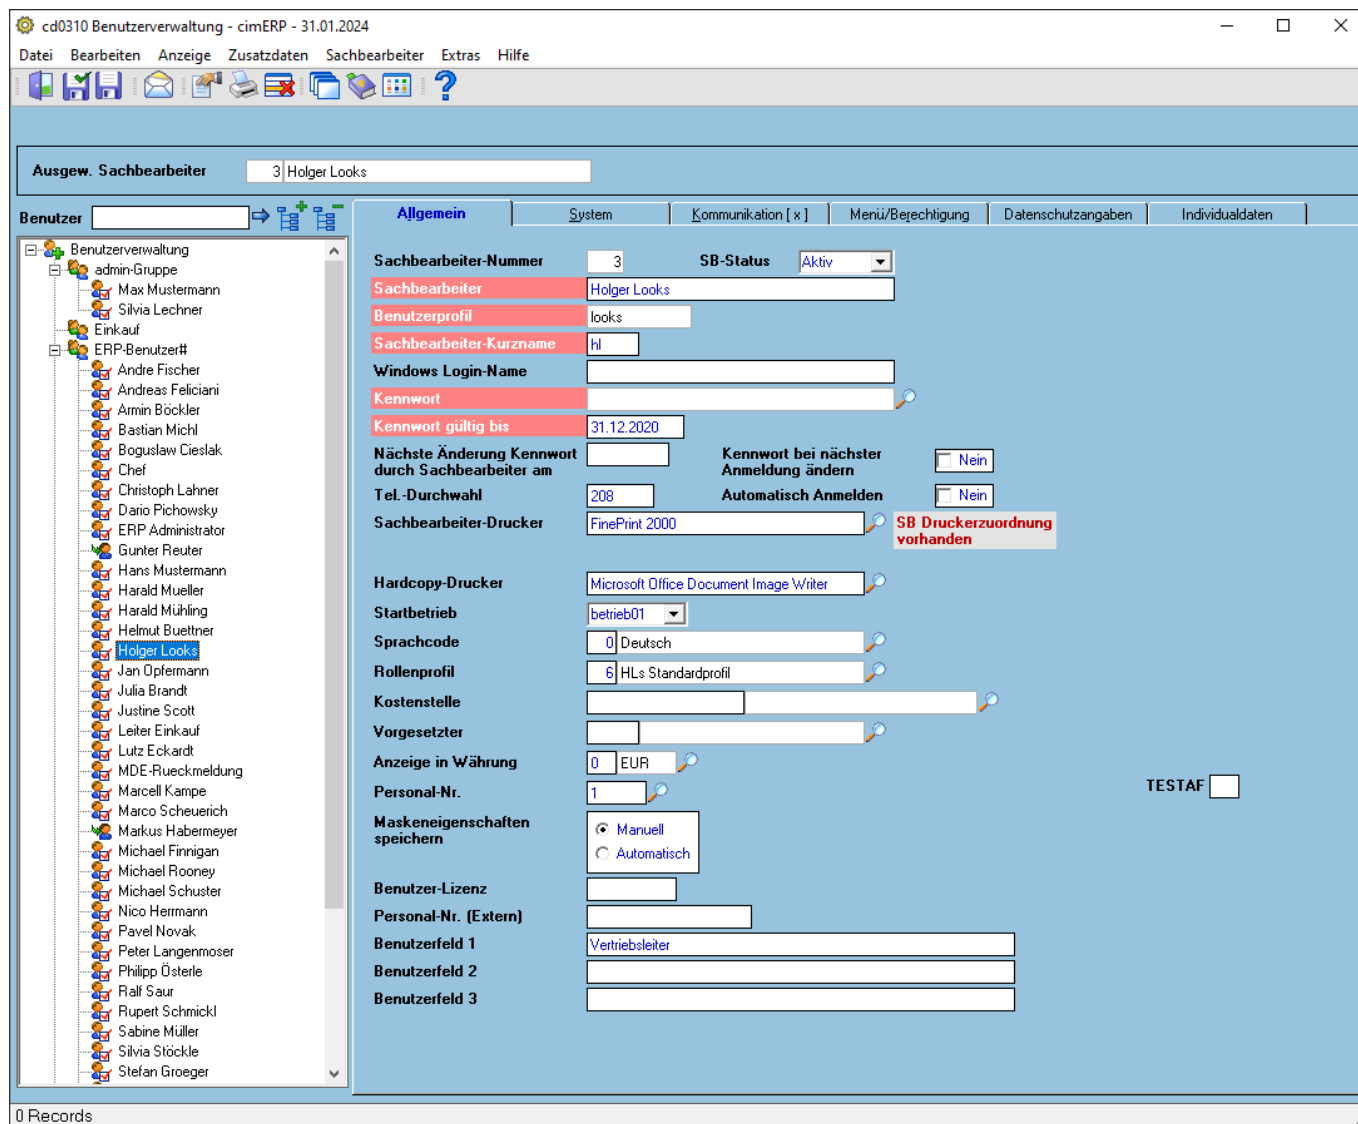 cd0310 Benutzerverwaltung - cimERP - 31.01.2024
Datei Bearbeiten Anzeige Zusatzdaten Sachbearbeiter Extras Hilfe
Ausgew. Sachbearbeiter 3 Holger Looks
Benutzer
Benutzerverwaltung
admin-Gruppe
Max Mustermann
Silvia Lechner
Einkauf
ERP-Benutzer#
Andre Fischer
Andreas Feliciani
Armin Böckler
Bastian Michl
Boguslaw Cieslak
Chef
Christoph Lahner
Dario Pichowsky
ERP Administrator
Gunter Reuter
Hans Mustermann
Harald Mueller
Harald Mühling
Helmut Buettner
Holger Looks
Jan Opfermann
Julia Brandt
Justine Scott
Leiter Einkauf
Lutz Eckardt
MDE-Rueckmeldung
Marcell Kampe
Marco Scheuerich
Markus Habermeyer
Michael Finnigan
Michael Rooney
Michael Schuster
Nico Herrmann
Pavel Novak
Peter Langenmoser
Philipp Österle
Ralf Saur
Rupert Schmickl
Sabine Müller
Silvia Stöckle
Stefan Groeger
Allgemein System Kommunikation [ x ] Menü/Berechtigung Datenschutzangaben Individualdaten
Sachbearbeiter-Nummer 3 SB-Status Aktiv
Sachbearbeiter Holger Looks
Benutzerprofil looks
Sachbearbeiter-Kurzname hl
Windows Login-Name
Kennwort
Kennwort gültig bis 31.12.2020
Nächste Änderung Kennwort Kennwort bei nächster
durch Sachbearbeiter am Anmeldung ändern Nein
Tel.-Durchwahl 208 Automatisch Anmelden Nein
Sachbearbeiter-Drucker FinePrint 2000 SB Druckerzuordnung
vorhanden
Hardcopy-Drucker Microsoft Office Document Image Writer
Startbetrieb betrieb01
Sprachcode 0 Deutsch
Rollenprofil 6 HLs Standardprofil
Kostenstelle
Vorgesetzter
Anzeige in Währung 0 EUR
Personal-Nr. 1 TESTAF
Maskeneigenschaften Manuell
speichern
Automatisch
Benutzer-Lizenz
Personal-Nr. (Extern)
Benutzerfeld 1 Vertriebsleiter
Benutzerfeld 2
Benutzerfeld 3
0 Records